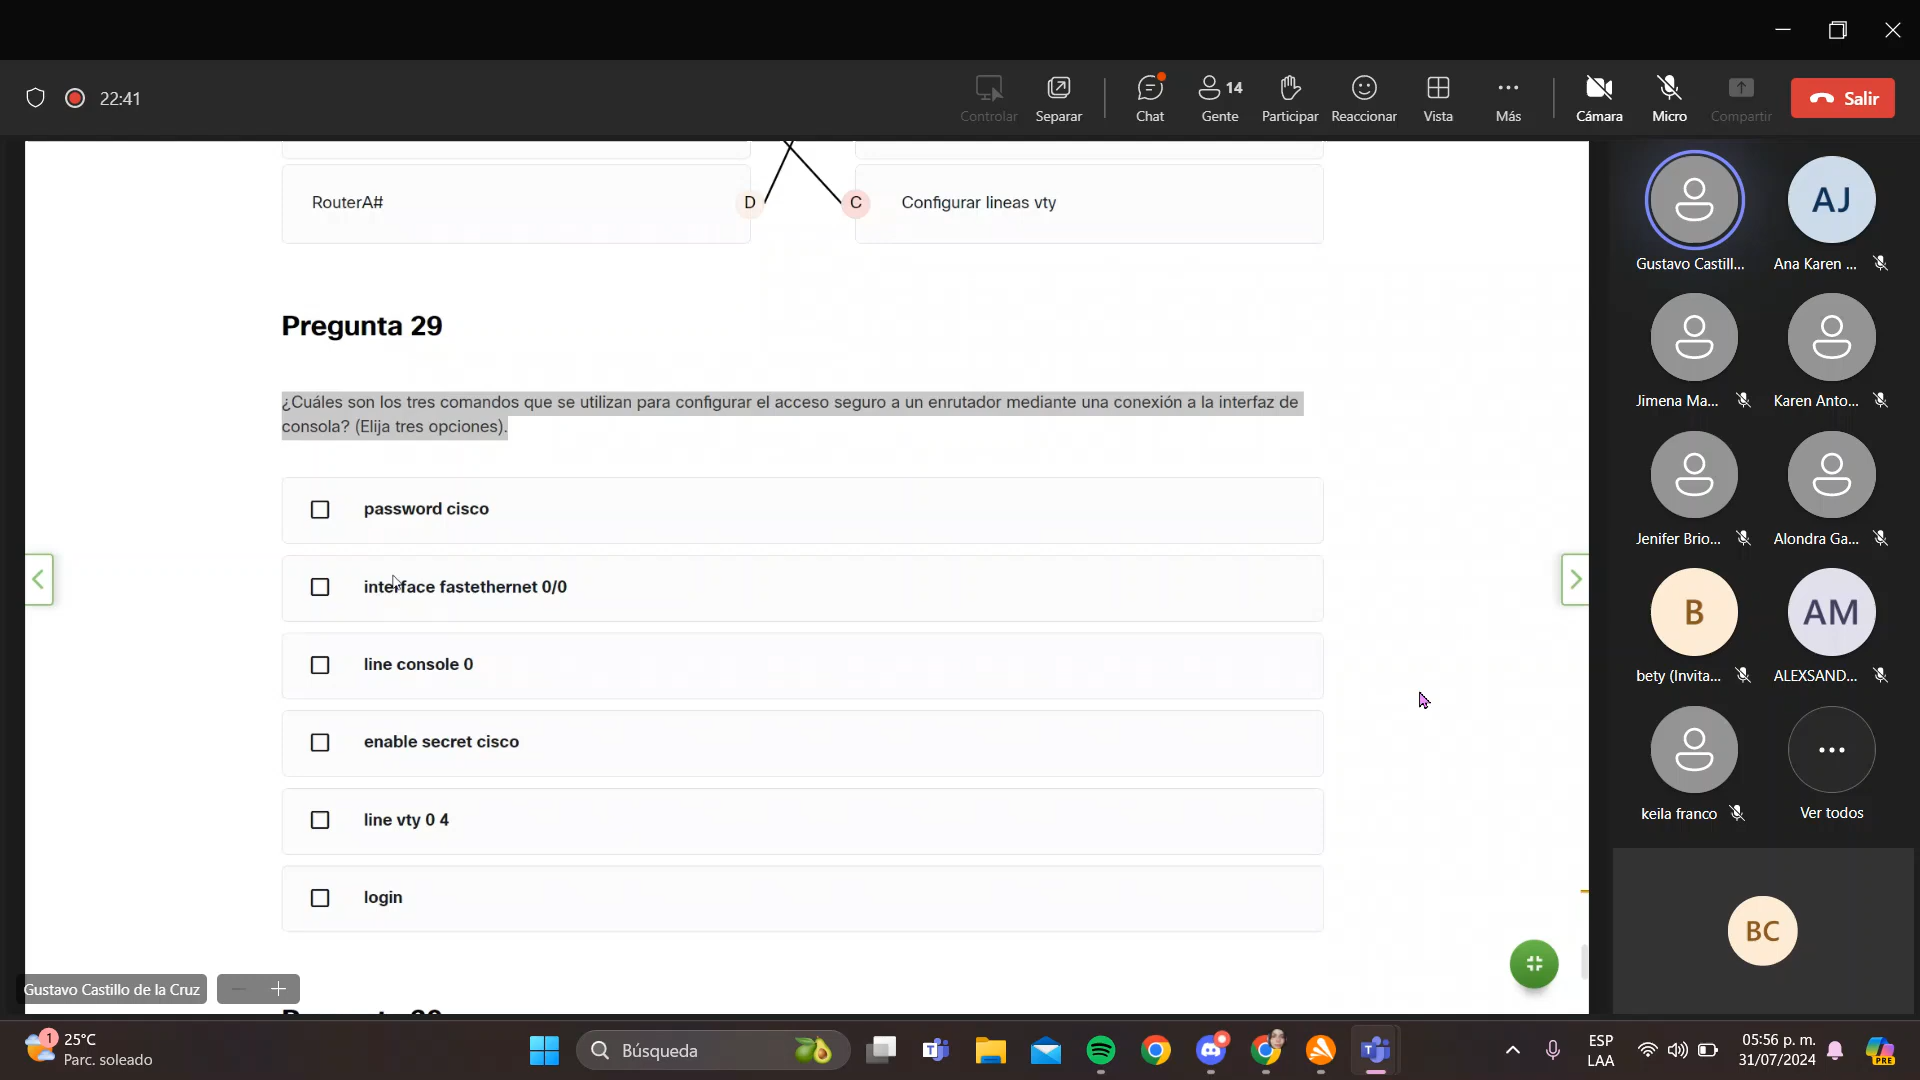 22:41
Controlar
Separar
Chat
14
Gente
Participar
Reaccionar
Vista
Más
Cámara
Micro
Compartir
Salir
RouterA#
D
C
Configurar lineas vty
Pregunta 29
¿Cuáles son los tres comandos que se utilizan para configurar el acceso seguro a un enrutador mediante una conexión a la interfaz de
consola? (Elija tres opciones).
password cisco
interface fastethernet 0/0
line console 0
enable secret cisco
line vty 0 4
login
Gustavo Castillo de la Cruz
Gustavo Castill...
AJ
Ana Karen ...
Jimena Ma...
Karen Anto...
Jenifer Brio...
Alondra Ga...
B
bety (Invita...
AM
ALEXSAND...
keila franco
Ver todos
BC
1
25°C
Parc. soleado
Búsqueda
ESP
LAA
05:56 p. m.
31/07/2024
PRE